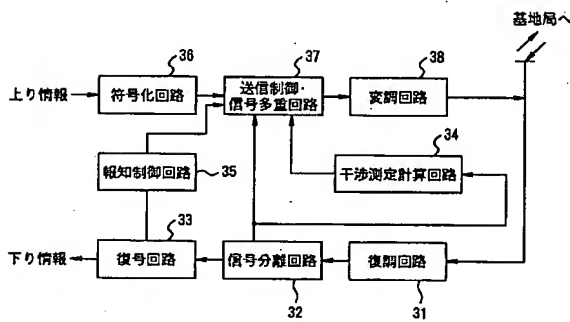 基地局へ
36
37
38
上り情報
符号化回路
送信制御・
信号多重回路
変調回路
34
報知制御回路
35
干渉測定計算回路
33
下り情報
復号回路
信号分離回路
復調回路
32
31